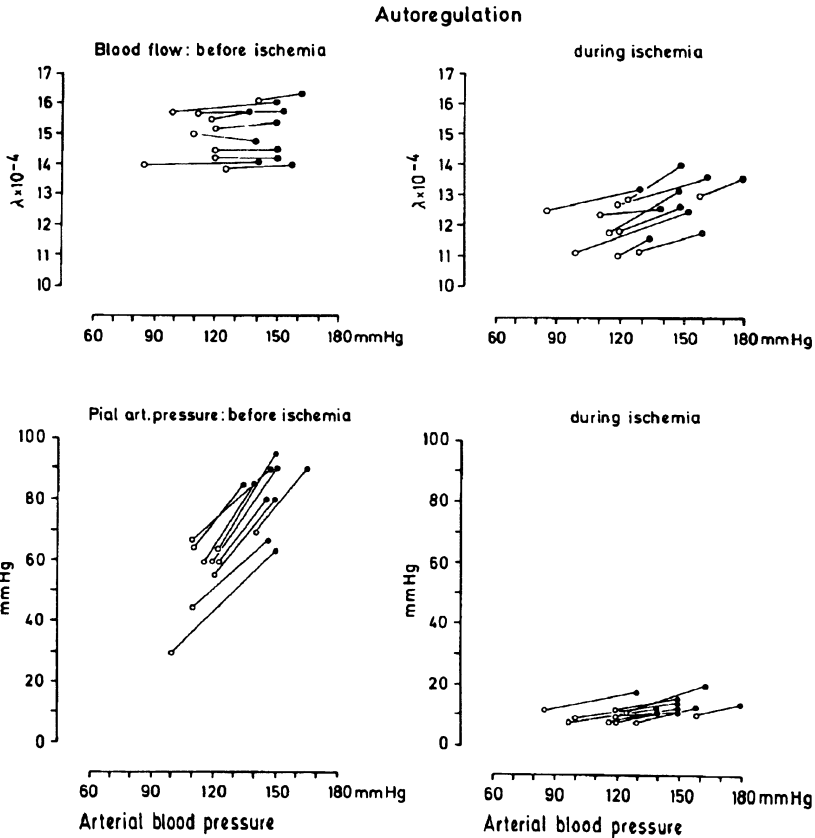 Autoregulation
Blood flow: before ischemia
17
16
15
14
13
12
11
10
λ×10-4
60 90 120 150 180 mmHg
during ischemia
17
16
15
14
13
12
11
10
λ×10-4
60 90 120 150 180 mmHg
Pial art. pressure: before ischemia
100
80
60
40
20
0
mmHg
60 90 120 150 180 mmHg
Arterial blood pressure
during ischemia
100
80
60
40
20
0
mmHg
60 90 120 150 180 mmHg
Arterial blood pressure